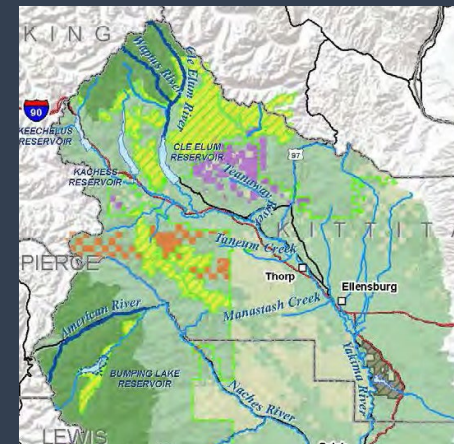 KING
Waptus River
Cle Elum River
90
KEECHELUS
RESERVOIR
CLE ELUM
RESERVOIR
97
KACHESS
RESERVOIR
Teanaway River
KITTITA
Taneum Creek
PIERCE
Thorp
Ellensburg
American River
Manastash Creek
BUMPING LAKE
RESERVOIR
Yakima River
Naches River
LEWIS